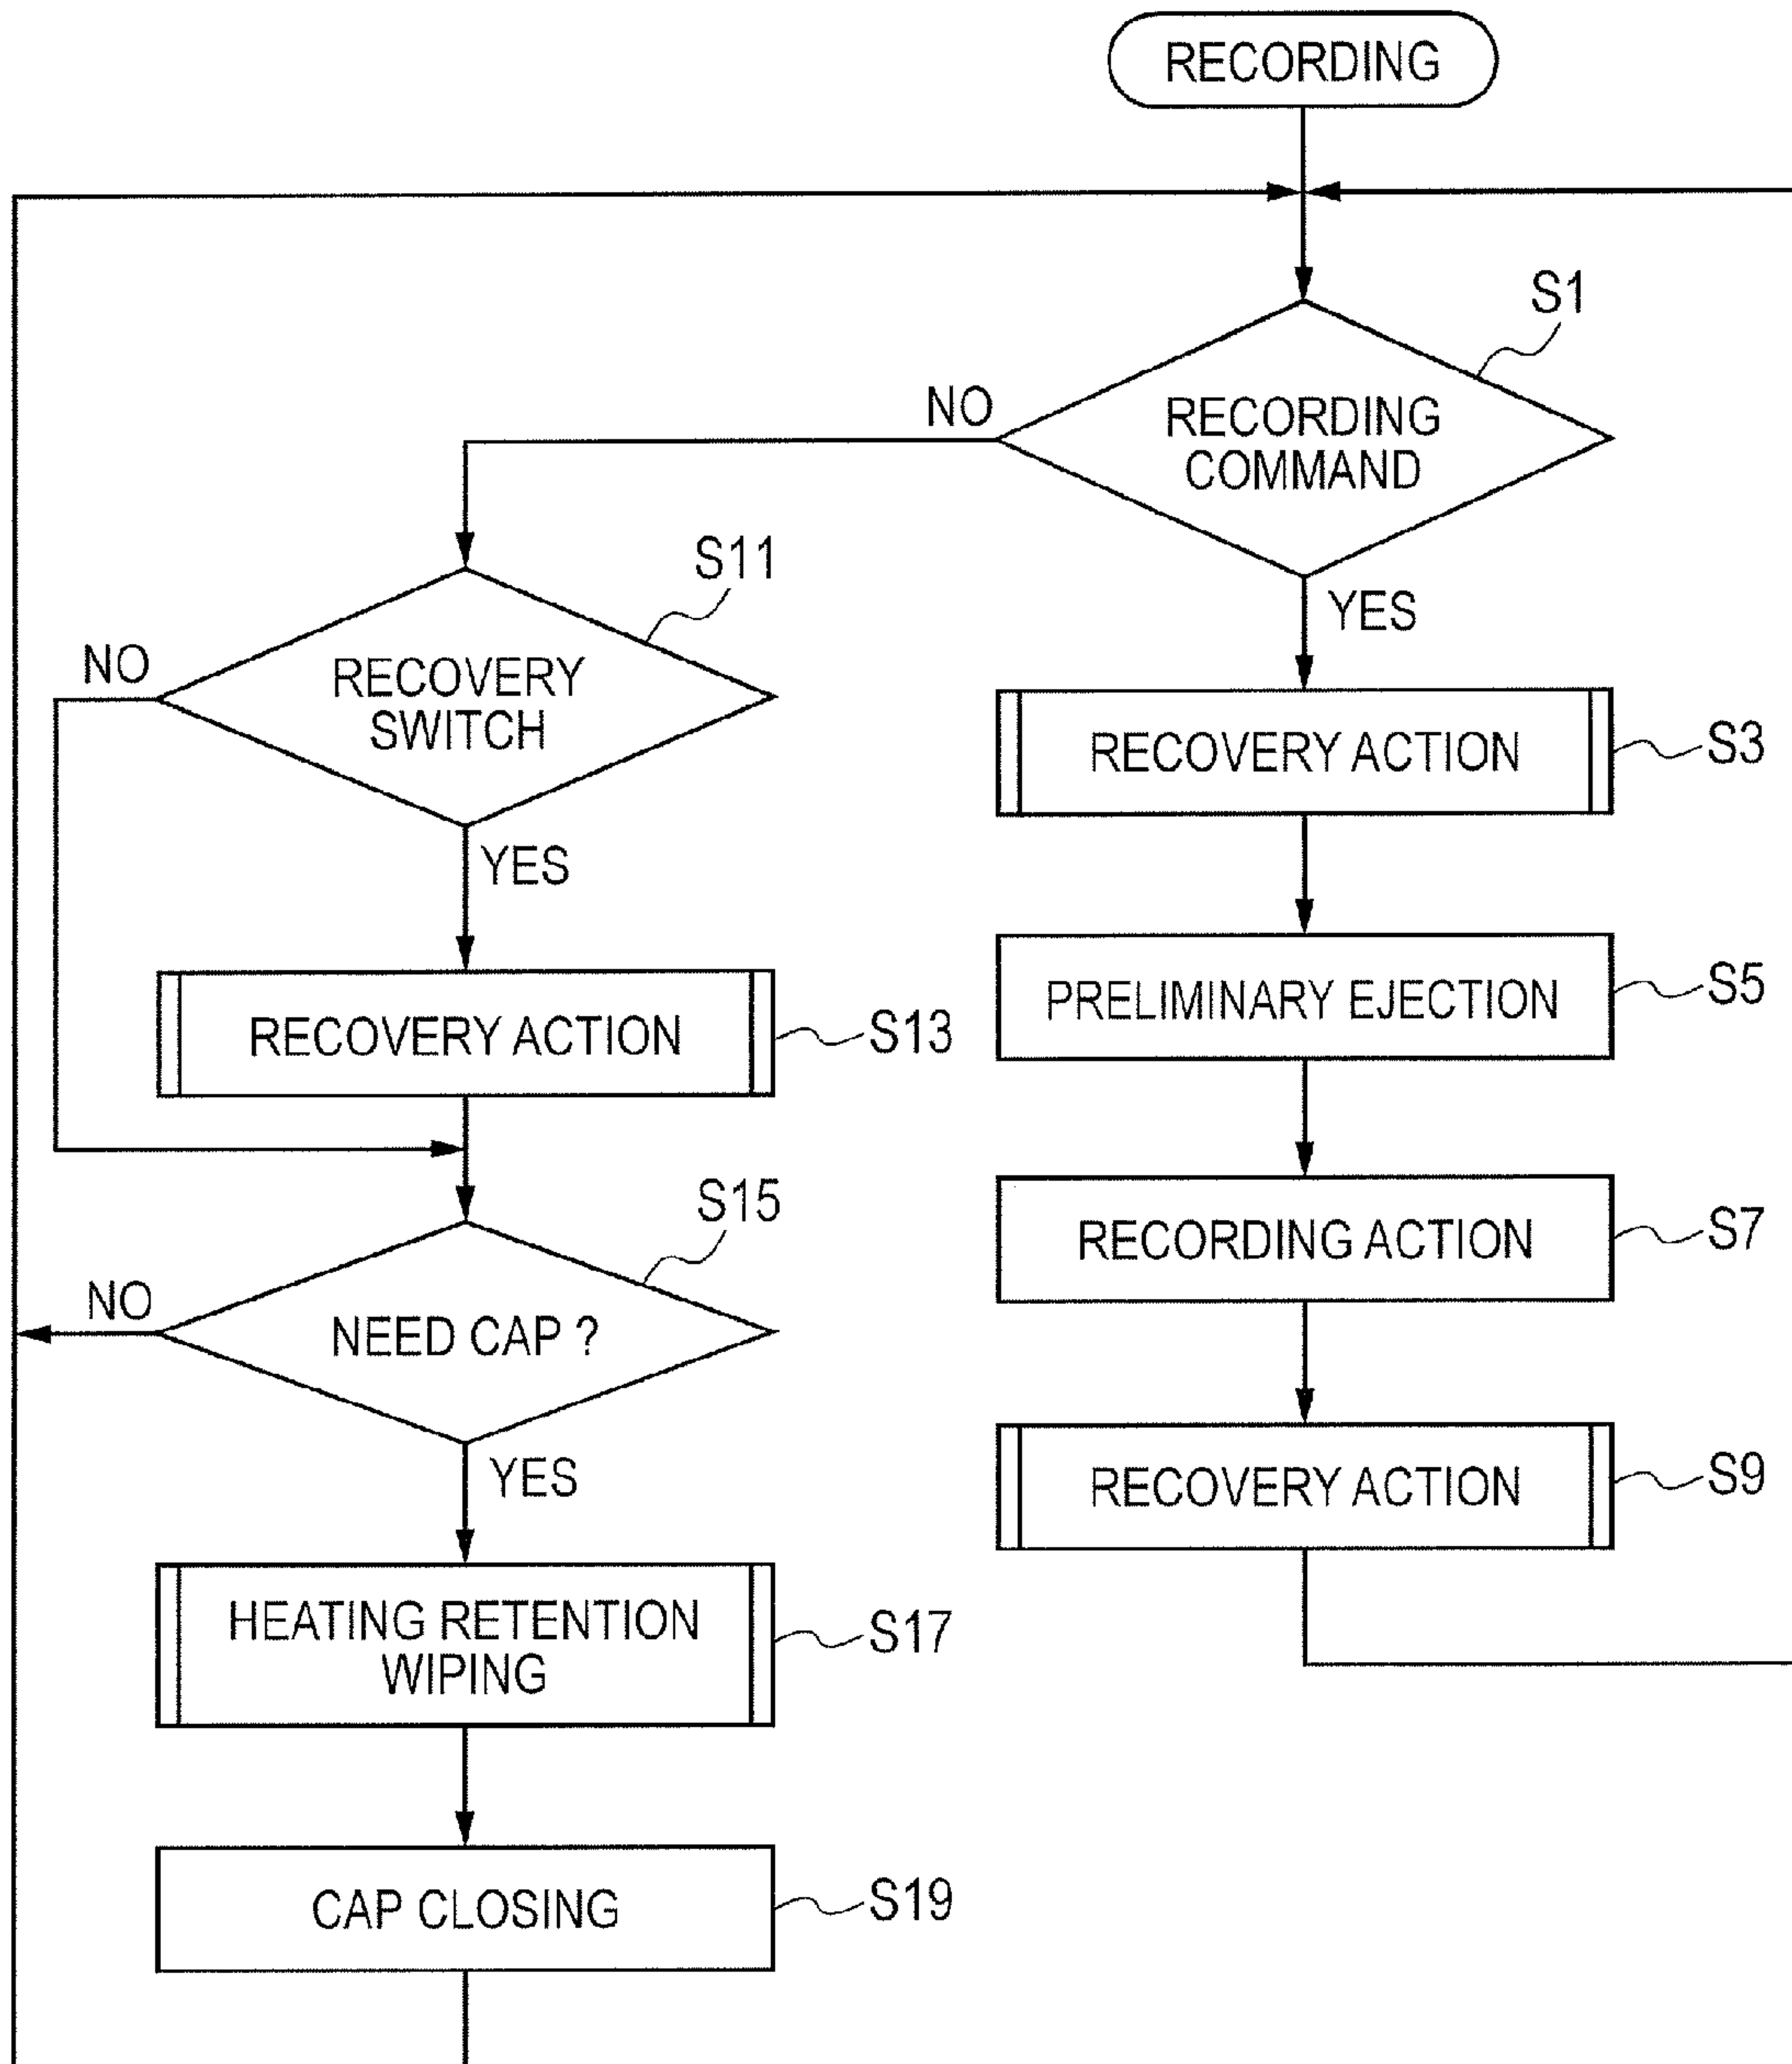 RECORDING
S1
RECORDING
COMMAND
NO
YES
S11
RECOVERY
SWITCH
NO
YES
RECOVERY ACTION
S3
PRELIMINARY EJECTION
S5
RECOVERY ACTION
S13
S15
NEED CAP ?
NO
YES
RECORDING ACTION
S7
RECOVERY ACTION
S9
HEATING RETENTION
WIPING
S17
CAP CLOSING
S19